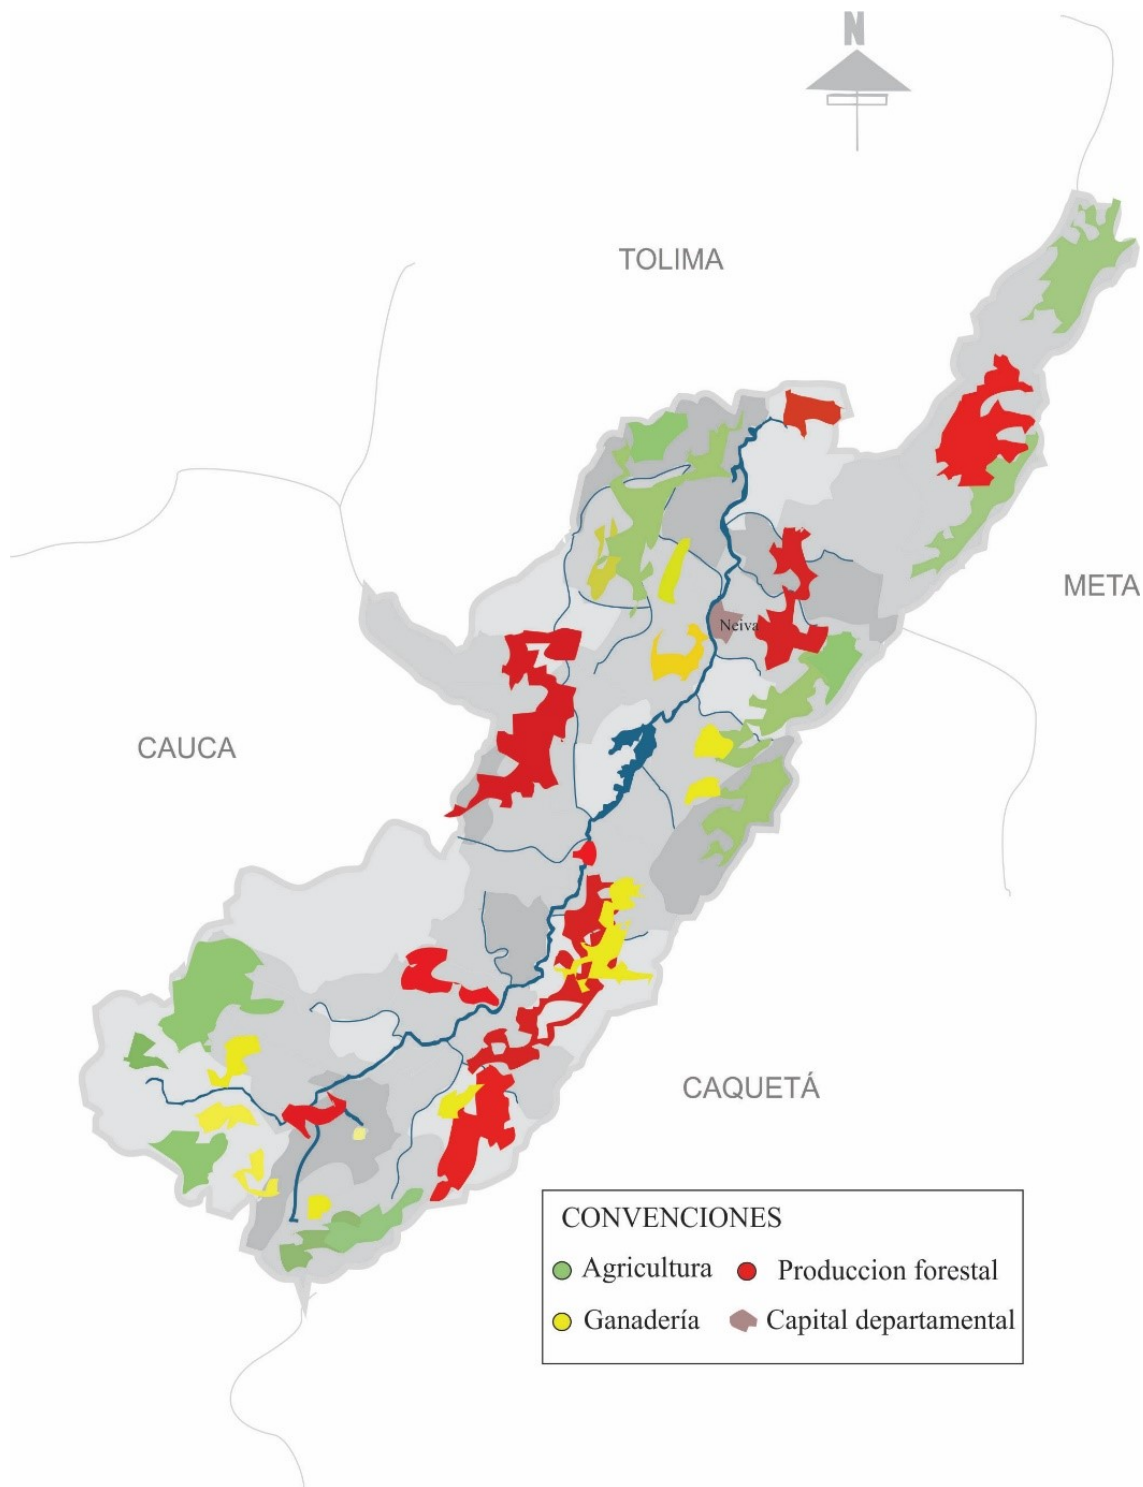 N
TOLIMA
META
Neiva
CAUCA
CAQUETÁ
CONVENCIONES
Agricultura
Produccion forestal
Ganadería
Capital departamental